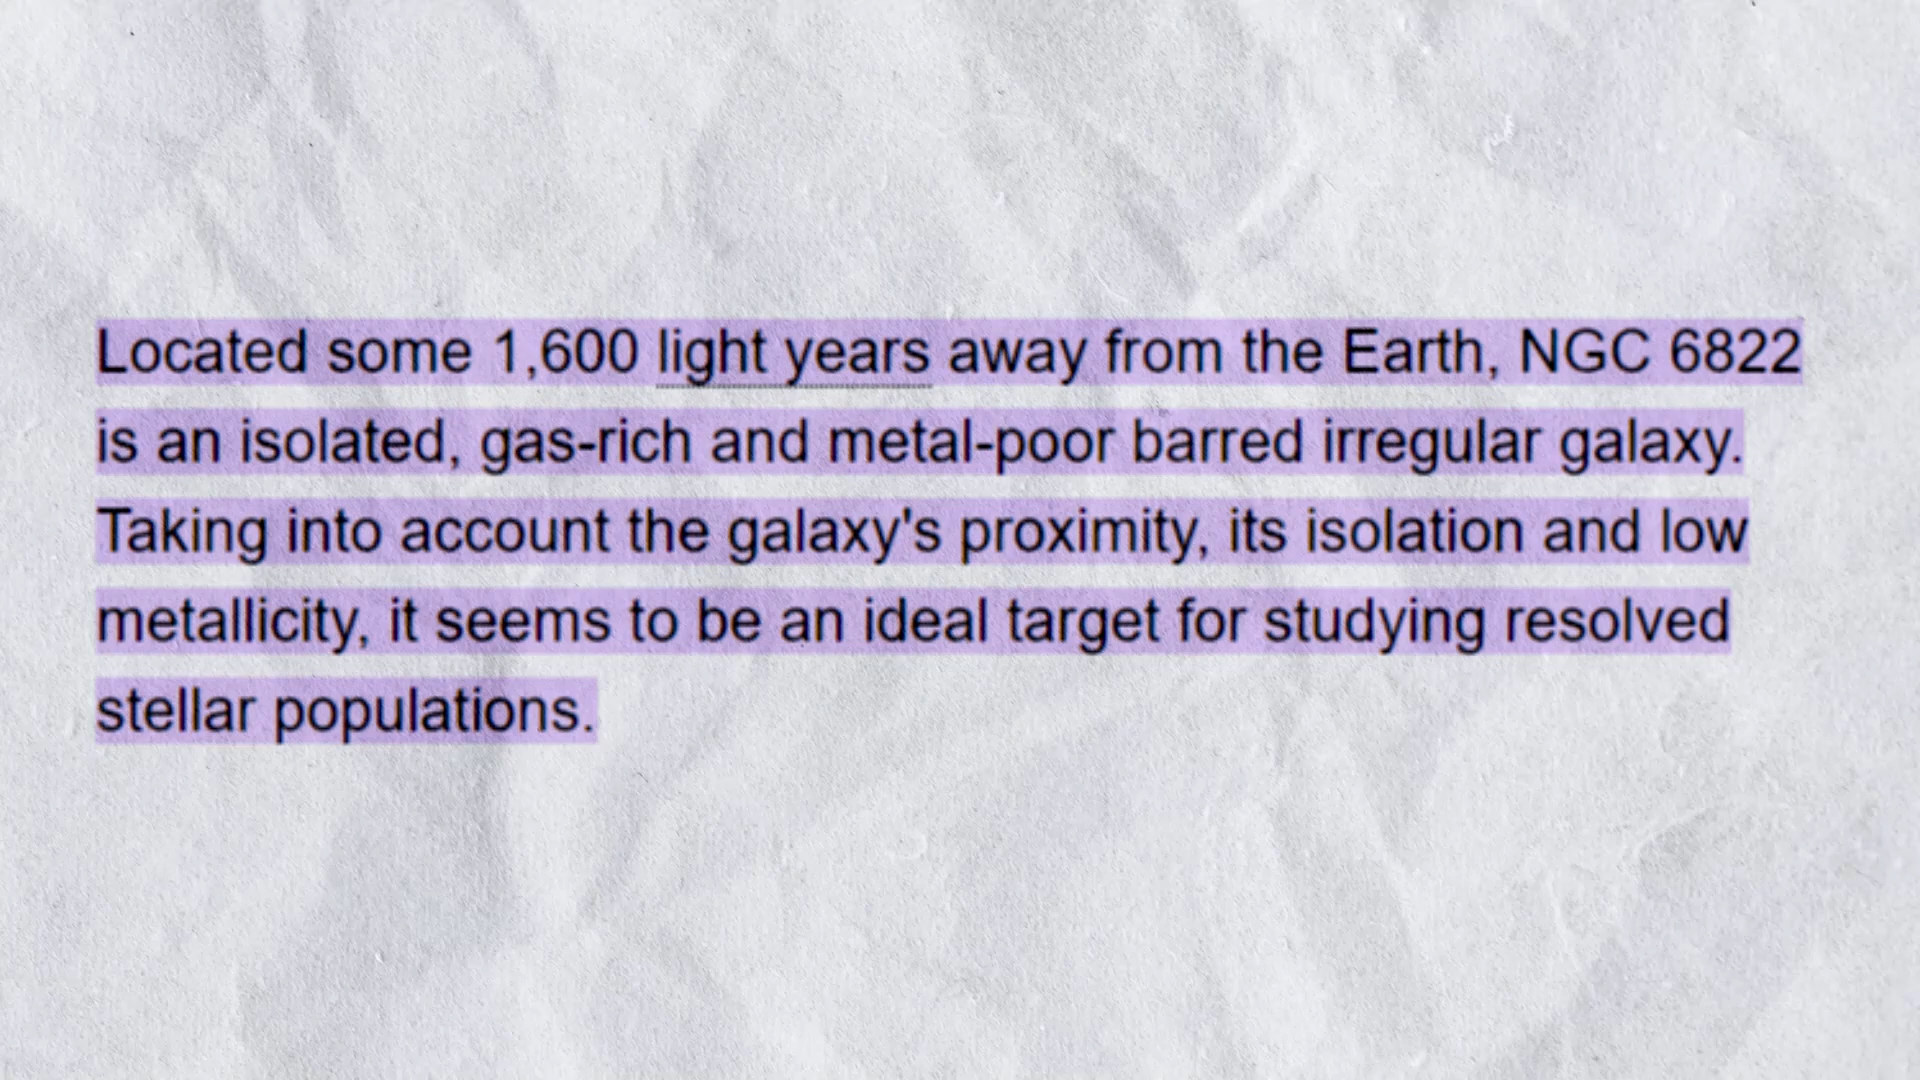 Located some 1,600 light years away from the Earth, NGC 6822
is an isolated, gas-rich and metal-poor barred irregular galaxy.
Taking into account the galaxy's proximity, its isolation and low
metallicity, it seems to be an ideal target for studying resolved
stellar populations.